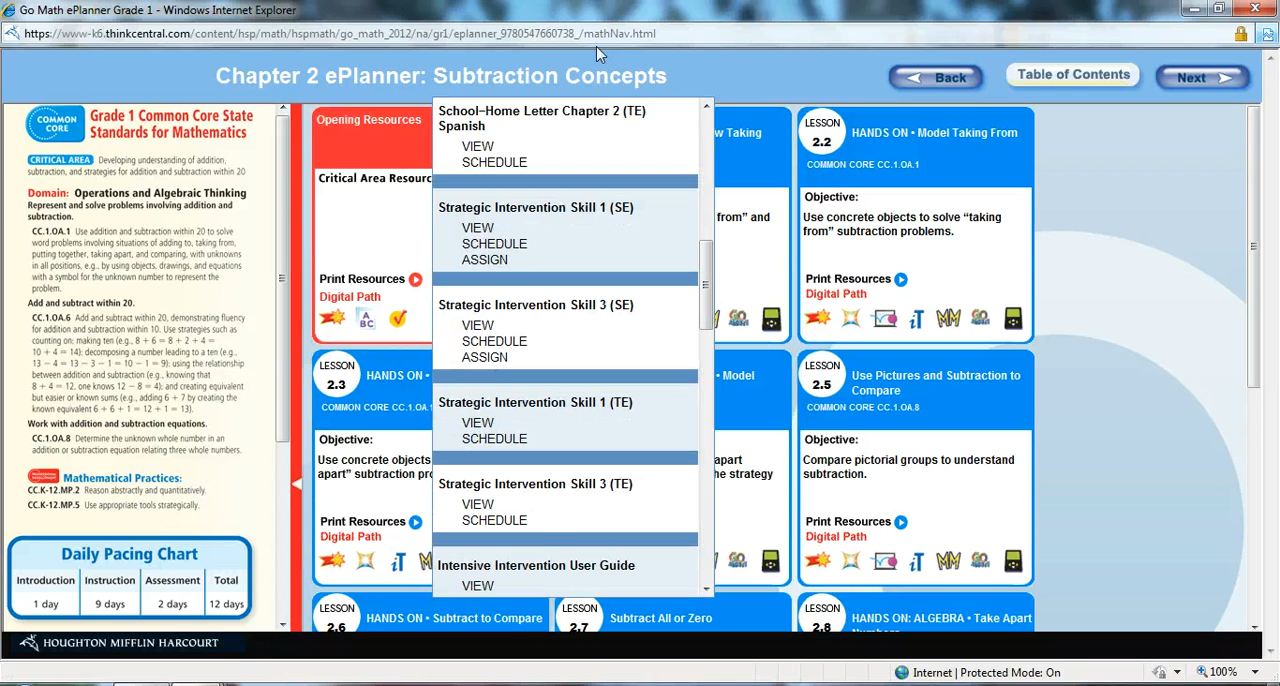 Go Math ePlanner Grade 1 - Windows Internet Explorer
https://www-k6.thinkcentral.com/content/hsp/math/hspmath/go_math_2012/na/gr1/eplanner_9780547660738_/mathNav.html
Chapter 2 ePlanner: Subtraction Concepts
Back
Table of Contents
Next
COMMON
CORE
Grade 1 Common Core State
Standards for Mathematics
CRITICAL AREA Developing understanding of addition,
subtraction, and strategies for addition and subtraction within 20
Domain: Operations and Algebraic Thinking
Represent and solve problems involving addition and
subtraction.
CC.1.OA.1 Use addition and subtraction within 20 to solve
word problems involving situations of adding to, taking from,
putting together, taking apart, and comparing, with unknowns
in all positions, e.g., by using objects, drawings, and equations
with a symbol for the unknown number to represent the
problem.
Add and subtract within 20.
CC.1.OA.6 Add and subtract within 20, demonstrating fluency
for addition and subtraction within 10. Use strategies such as
counting on; making ten (e.g., 8 + 6 = 8 + 2 + 4 =
10 + 4 = 14); decomposing a number leading to a ten (e.g.,
13 − 4 = 13 − 3 − 1 = 10 − 1 = 9); using the relationship
between addition and subtraction (e.g., knowing that
8 + 4 = 12, one knows 12 − 8 = 4); and creating equivalent
but easier or known sums (e.g., adding 6 + 7 by creating the
known equivalent 6 + 6 + 1 = 12 + 1 = 13).
Work with addition and subtraction equations.
CC.1.OA.8 Determine the unknown whole number in an
addition or subtraction equation relating three whole numbers.
Mathematical Practices:
CC.K-12.MP.2 Reason abstractly and quantitatively.
CC.K-12.MP.5 Use appropriate tools strategically.
Daily Pacing Chart
Introduction Instruction Assessment Total
1 day 9 days 2 days 12 days
Opening Resources
Critical Area Resourc
Print Resources
Digital Path
A
BC
School–Home Letter Chapter 2 (TE)
Spanish
VIEW
SCHEDULE
Strategic Intervention Skill 1 (SE)
VIEW
SCHEDULE
ASSIGN
Strategic Intervention Skill 3 (SE)
VIEW
SCHEDULE
ASSIGN
Strategic Intervention Skill 1 (TE)
VIEW
SCHEDULE
Strategic Intervention Skill 3 (TE)
VIEW
SCHEDULE
Intensive Intervention User Guide
VIEW
w Taking
from” and
LESSON
2.2
HANDS ON • Model Taking From
COMMON CORE CC.1.OA.1
Objective:
Use concrete objects to solve “taking
from” subtraction problems.
Print Resources
Digital Path
iT MM
LESSON
2.3
HANDS ON •
COMMON CORE CC.1.OA.1
Objective:
Use concrete objects
apart” subtraction pro
Print Resources
Digital Path
iT
• Model
apart
he strategy
MM
LESSON
2.5
Use Pictures and Subtraction to
Compare
COMMON CORE CC.1.OA.8
Objective:
Compare pictorial groups to understand
subtraction.
Print Resources
Digital Path
iT MM
LESSON
2.6
HANDS ON • Subtract to Compare
LESSON
2.7
Subtract All or Zero
LESSON
2.8
HANDS ON: ALGEBRA • Take Apart
Numbers
HOUGHTON MIFFLIN HARCOURT
Internet | Protected Mode: On
100%